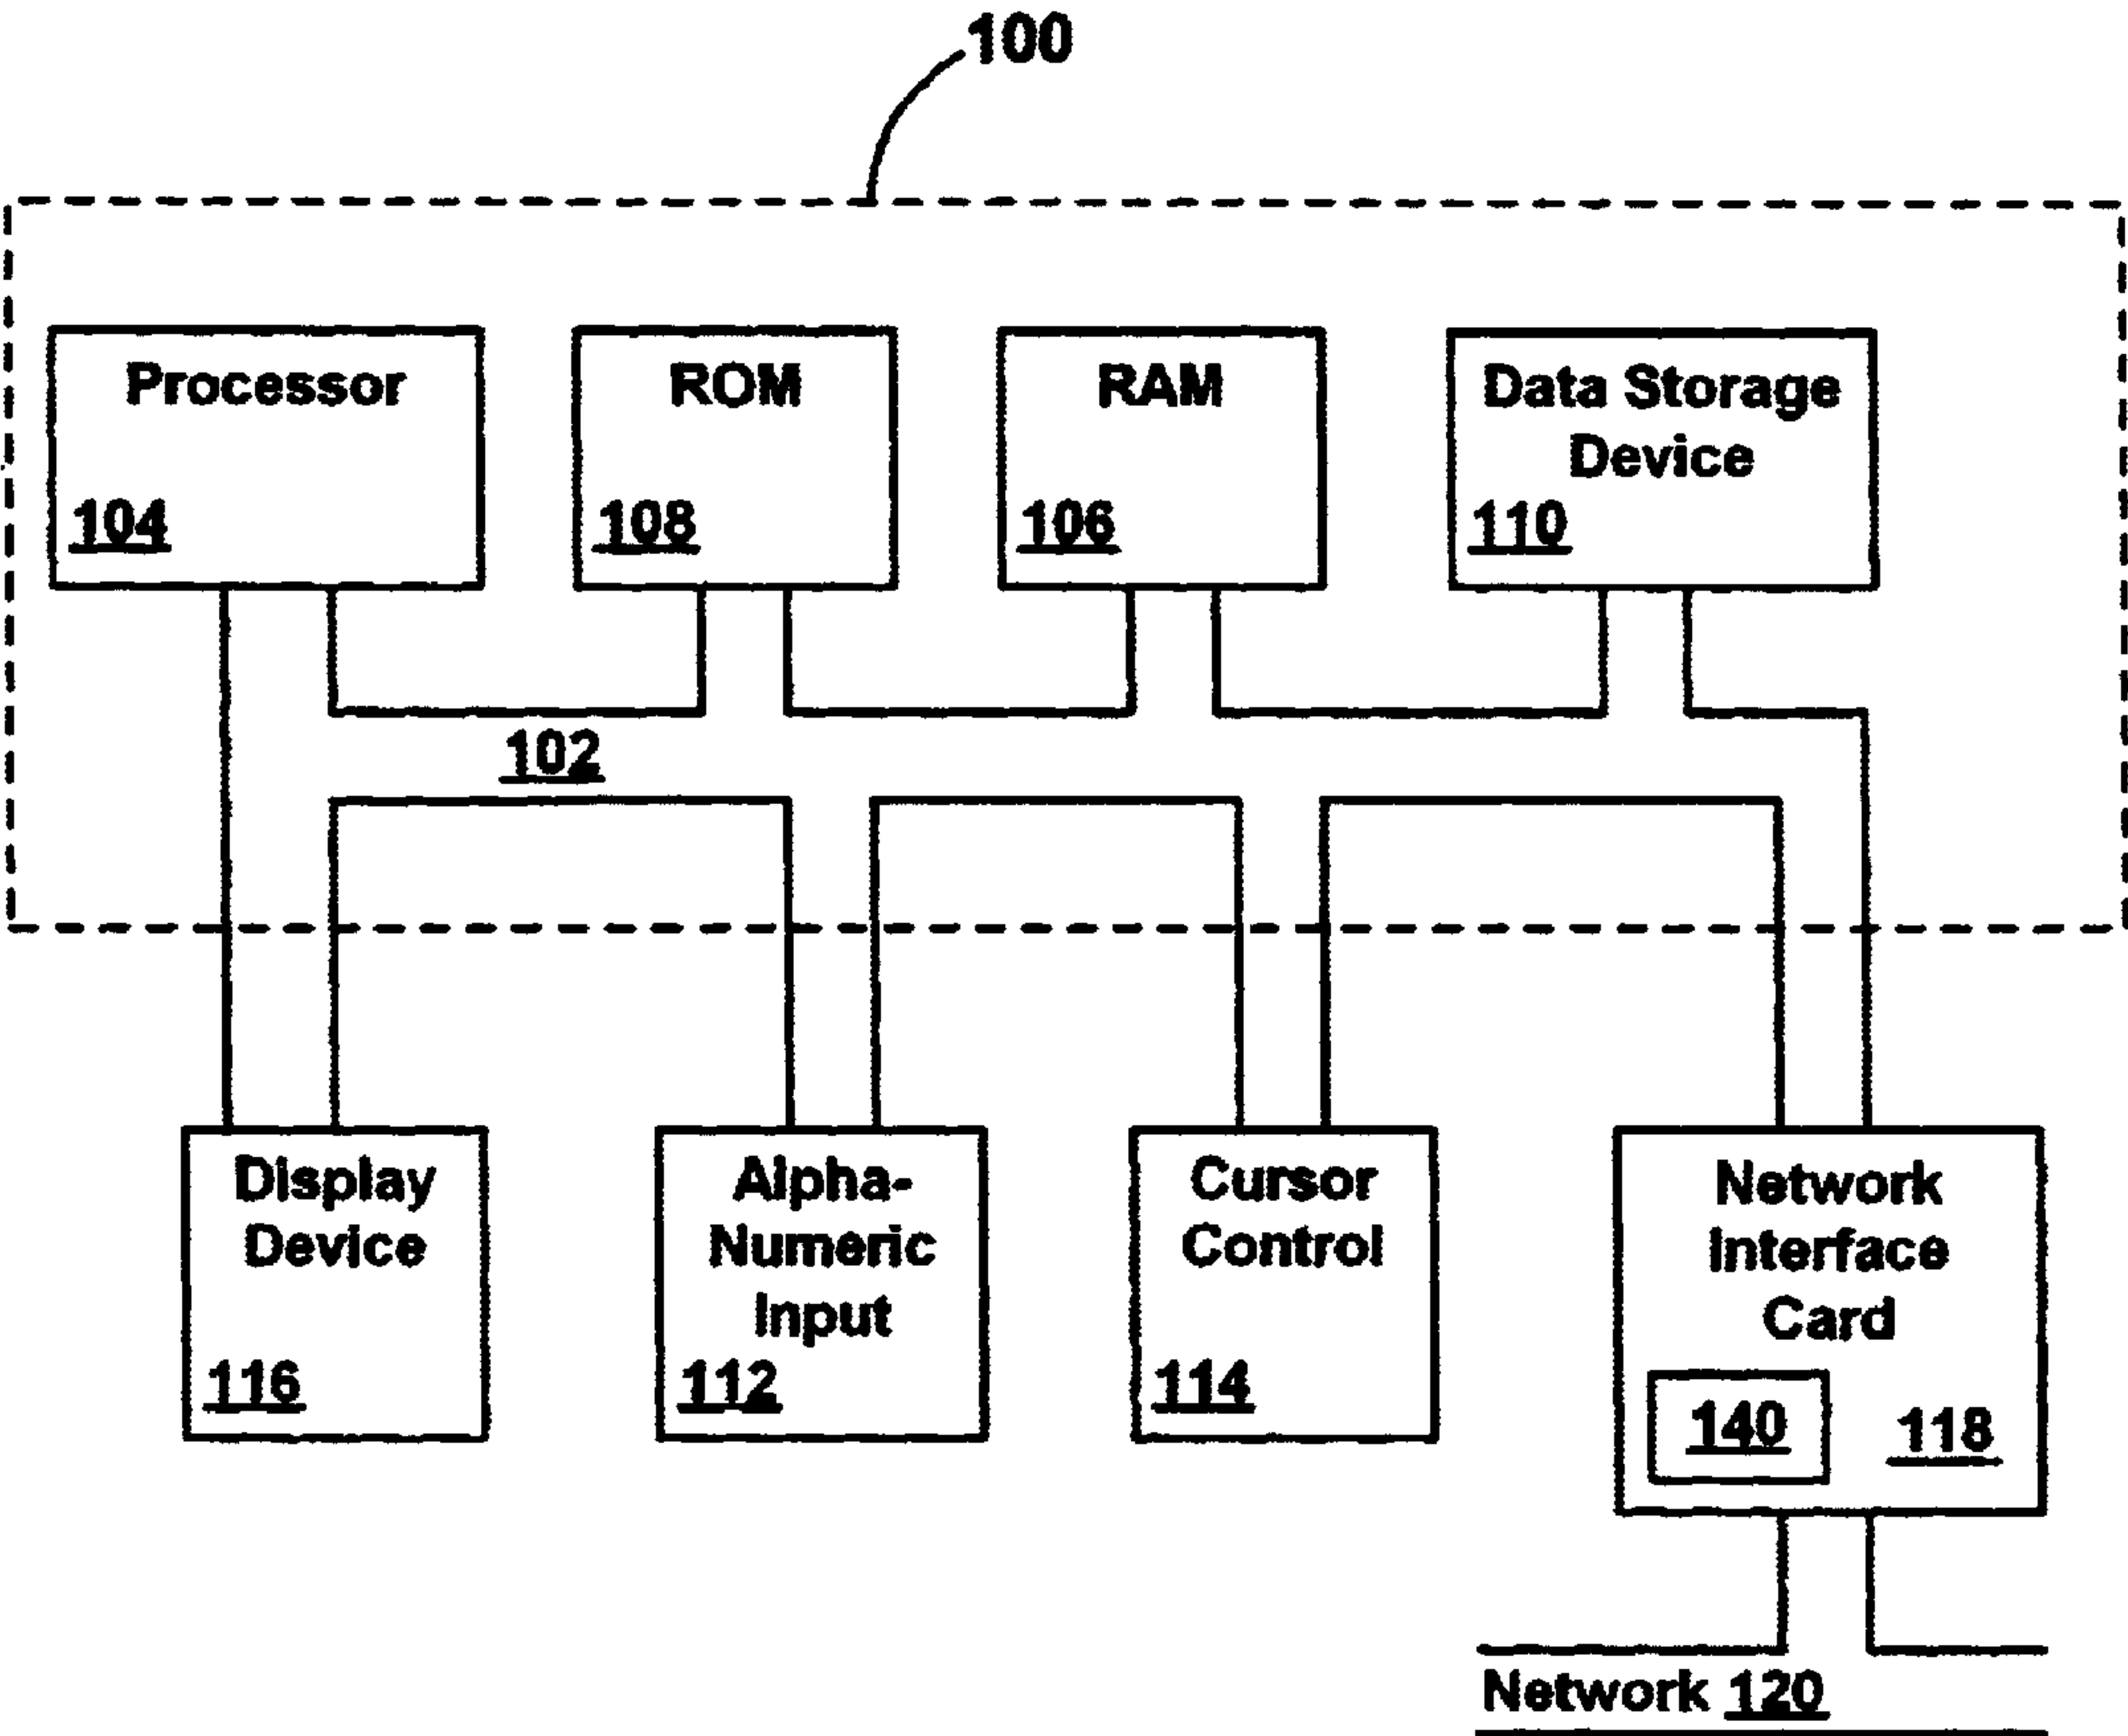 100
Processor
104
ROM
108
RAM
106
Data Storage
Device
110
102
Display
Device
116
Alpha-
Numeric
Input
112
Cursor
Control
114
Network
Interface
Card
140
118
Network 120